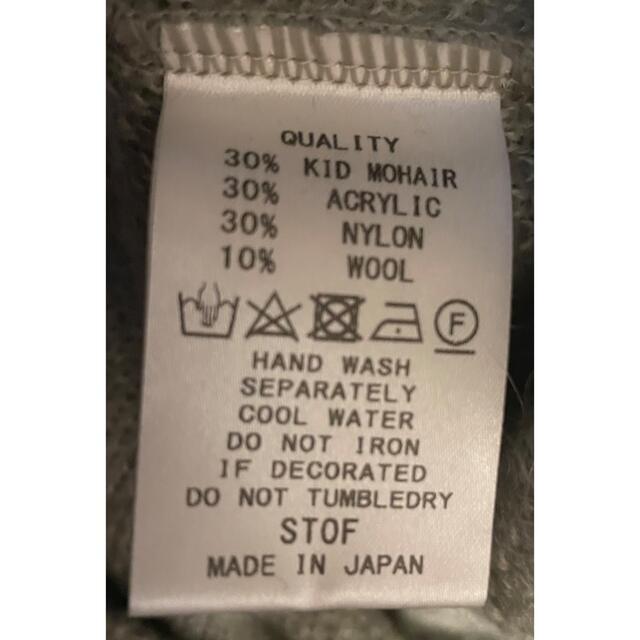 QUALITY
30% KID MOHAIR
30% ACRYLIC
30% NYLON
10% WOOL
F
HAND WASH
SEPARATELY
COOL WATER
DO NOT IRON
IF DECORATED
DO NOT TUMBLEDRY
STOF
MADE IN JAPAN